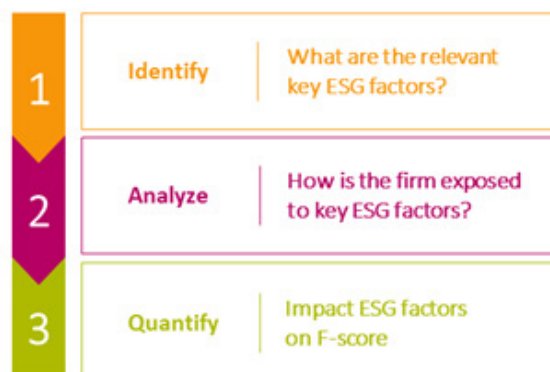 1
Identify
What are the relevant
key ESG factors?
2
Analyze
How is the firm exposed
to key ESG factors?
3
Quantify
Impact ESG factors
on F-score